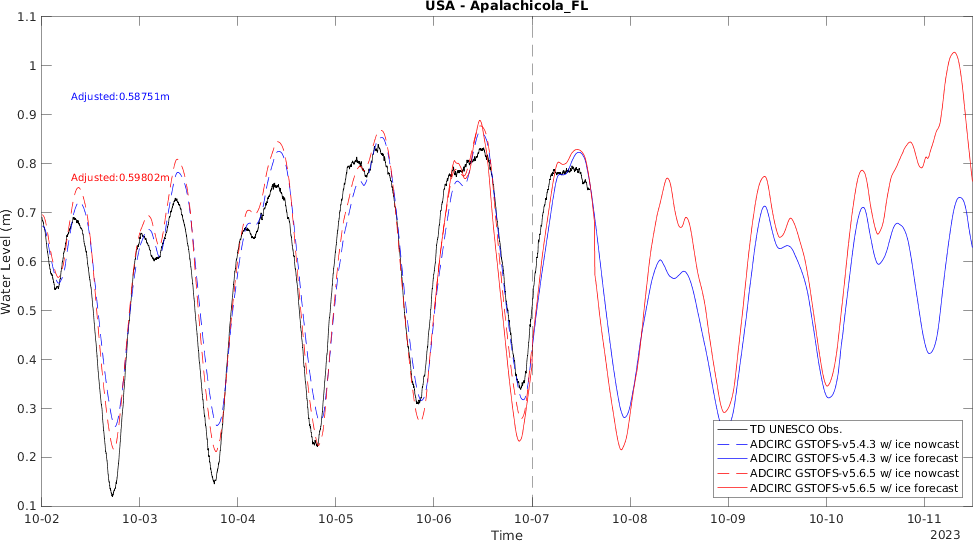 USA - Apalachicola_FL
Water Level (m)
1.1
1
0.9
0.8
0.7
0.6
0.5
0.4
0.3
0.2
0.1
Adjusted:0.58751m
Adjusted:0.59802m
TD UNESCO Obs.
ADCIRC GSTOFS-v5.4.3 w/ ice nowcast
ADCIRC GSTOFS-v5.4.3 w/ ice forecast
ADCIRC GSTOFS-v5.6.5 w/ ice nowcast
ADCIRC GSTOFS-v5.6.5 w/ ice forecast
10-02 10-03 10-04 10-05 10-06 10-07 10-08 10-09 10-10 10-11
Time
2023